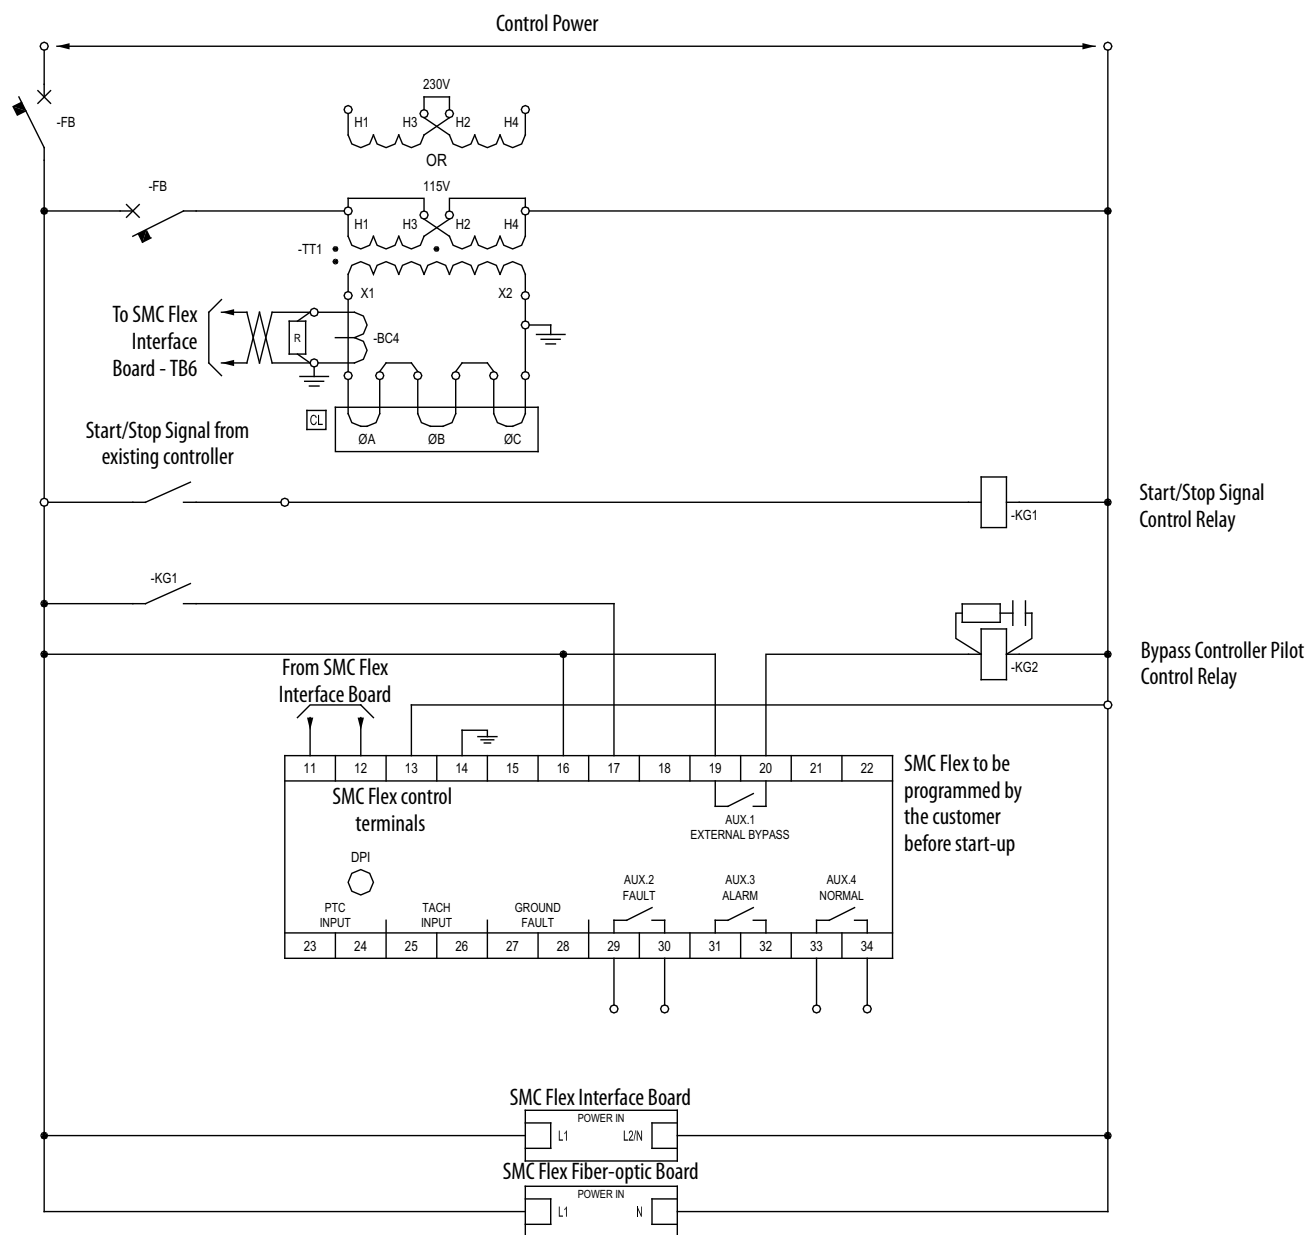 Control Power
-FB
230V
H1 H3 H2 H4
OR
-FB
115V
H1 H3 H2 H4
-TT1
X1 X2
To SMC Flex
Interface
Board - TB6
R
-BC4
CL
ØA ØB ØC
Start/Stop Signal from
existing controller
-KG1
Start/Stop Signal
Control Relay
-KG1
-KG2
Bypass Controller Pilot
Control Relay
From SMC Flex
Interface Board
11 12 13 14 15 16 17 18 19 20 21 22
SMC Flex to be
programmed by
the customer
before start-up
SMC Flex control
terminals
AUX.1
EXTERNAL BYPASS
DPI
PTC
INPUT
TACH
INPUT
GROUND
FAULT
AUX.2
FAULT
AUX.3
ALARM
AUX.4
NORMAL
23 24 25 26 27 28 29 30 31 32 33 34
SMC Flex Interface Board
POWER IN
L1 L2/N
SMC Flex Fiber-optic Board
POWER IN
L1 N